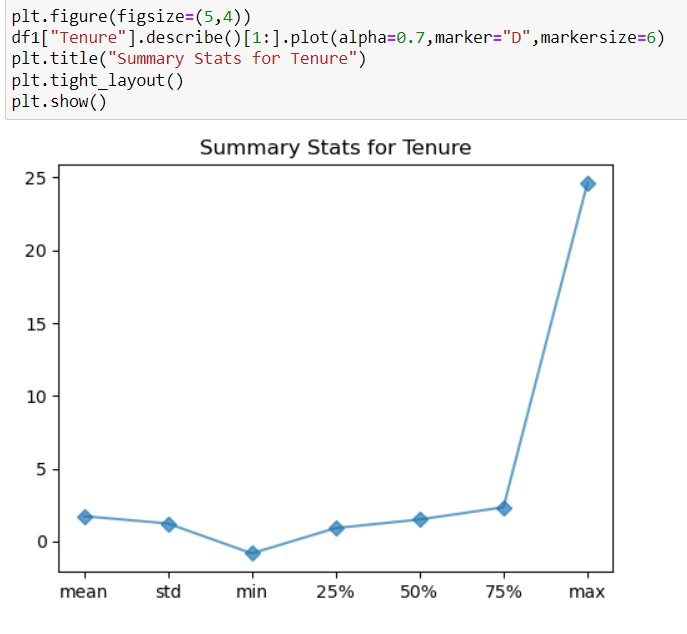 plt.figure(figsize=(5,4))
df1["Tenure"].describe()[1:].plot(alpha=0.7,marker="D",markersize=6)
plt.title("Summary Stats for Tenure")
plt.tight_layout()
plt.show()
Summary Stats for Tenure
25
20
15
10
5
0
mean std min 25% 50% 75% max